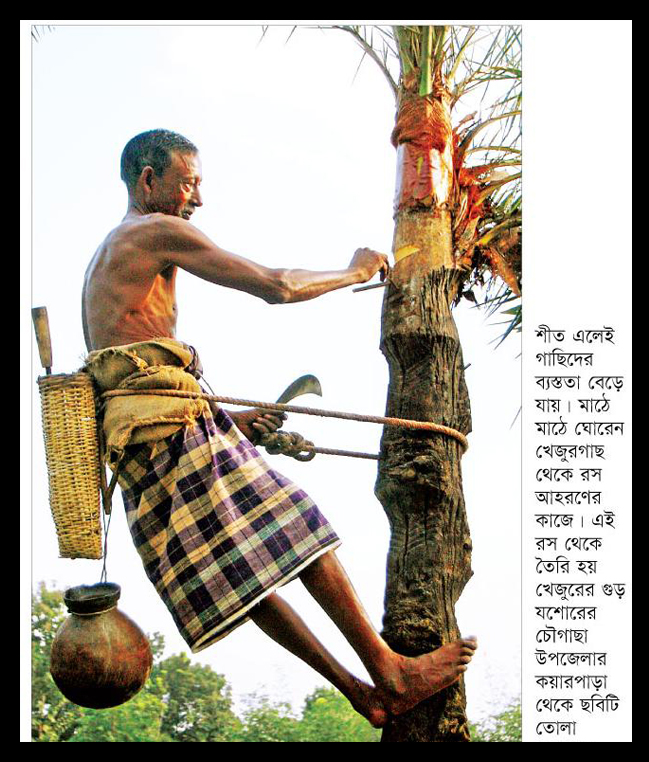 শীত এলেই
গাছিদের
ব্যস্ততা বেড়ে
যায়। মাঠে
মাঠে ঘোরেন
খেজুরগাছ
থেকে রস
আহরণের
কাজে। এই
রস থেকে
তৈরি হয়
খেজুরের গুড়
যশোরের
চৌগাছা
উপজেলার
কয়ারপাড়া
থেকে ছবিটি
তোলা